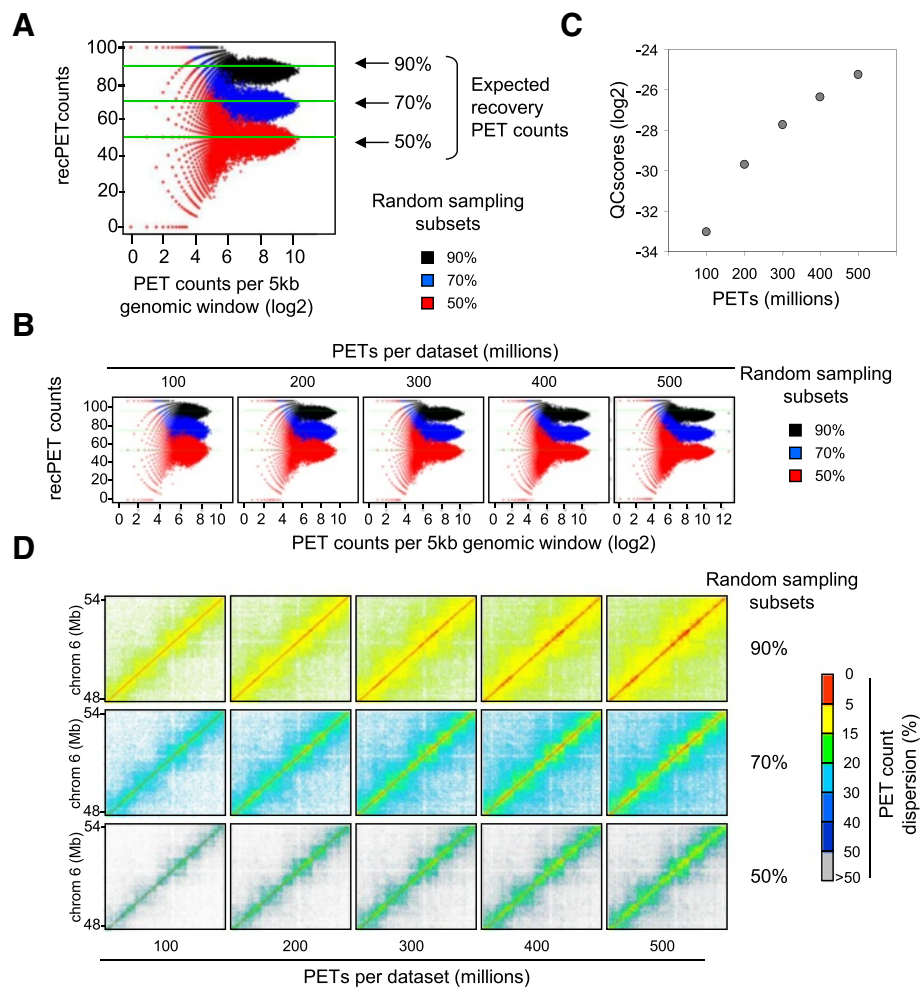 A
recPETcounts
100
80
60
40
20
0
0 2 4 6 8 10
PET counts per 5kb
genomic window (log2)
90%
70%
50%
Expected
recovery
PET counts
Random sampling
subsets
90%
70%
50%
C
QCscores (log2)
-24
-26
-28
-30
-32
-34
100 200 300 400 500
PETs (millions)
B
PETs per dataset (millions)
100 200 300 400 500
recPET counts
100
80
60
40
20
0
0 2 4 6 8 10 0 2 4 6 8 10 0 2 4 6 8 10 0 2 4 6 8 10 0 2 4 6 8 10 12
PET counts per 5kb genomic window (log2)
Random sampling
subsets
90%
70%
50%
D
Random sampling
subsets
chrom 6 (Mb)
54
48
90%
chrom 6 (Mb)
54
48
70%
chrom 6 (Mb)
54
48
50%
100 200 300 400 500
PETs per dataset (millions)
0
5
15
20
30
40
50
>50
PET count
dispersion (%)